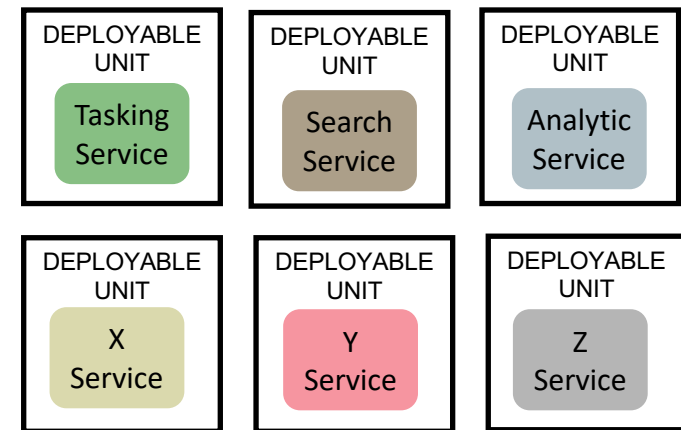 DEPLOYABLE
UNIT
Tasking
Service
DEPLOYABLE
UNIT
Search
Service
DEPLOYABLE
UNIT
Analytic
Service
DEPLOYABLE
UNIT
X
Service
DEPLOYABLE
UNIT
Y
Service
DEPLOYABLE
UNIT
Z
Service